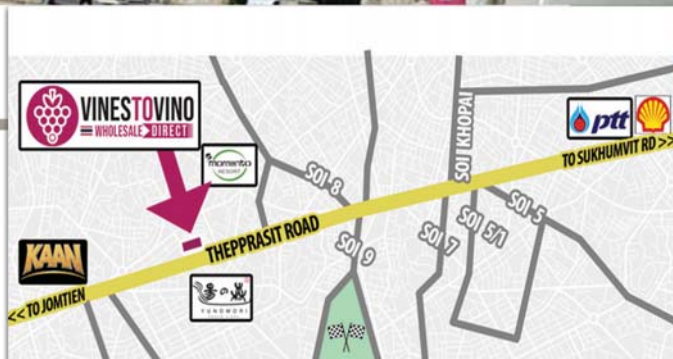 VINESTOVINO
WHOLESALE DIRECT
momento
RESORT
SOI 8
SOI KHOPAI
ptt
TO SUKHUMVIT RD >>
SOI 5
SOI 5/1
SOI 7
SOI 9
THEPPRASIT ROAD
KAAN
<< TO JOMTIEN
YUNOMORI